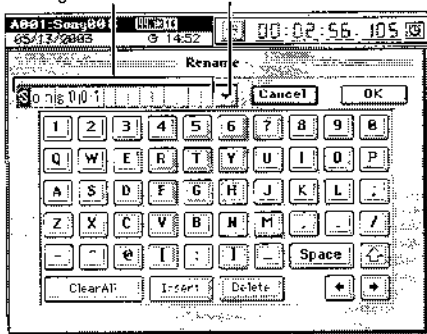 A001:Song001 16 00:02:56.105
05/13/2003 14:52
Rename
Song001 Cancel OK
1 2 3 4 5 6 7 8 9 0
Q W E R T Y U I O P
A S D F G H J K L ;
Z X C V B N M , . /
- ^ @ [ : ] _ Space
ClearAll Insert Delete